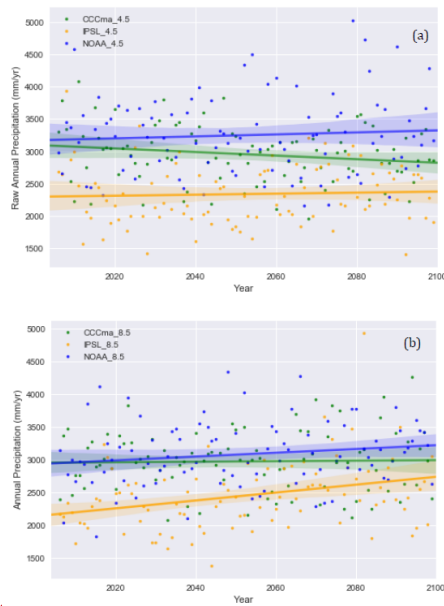 CCCma_4.5
IPSL_4.5
NOAA_4.5
(a)
5000
4500
4000
3500
3000
2500
2000
1500
Raw Annual Precipitation (mm/yr)
2020
2040
2060
2080
2100
Year
CCCma_8.5
IPSL_8.5
NOAA_8.5
(b)
5000
4500
4000
3500
3000
2500
2000
1500
Annual Precipitation (mm/yr)
2020
2040
2060
2080
2100
Year